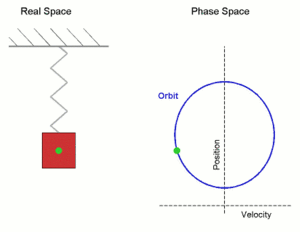 Real Space
Phase Space
Orbit
Position
Velocity